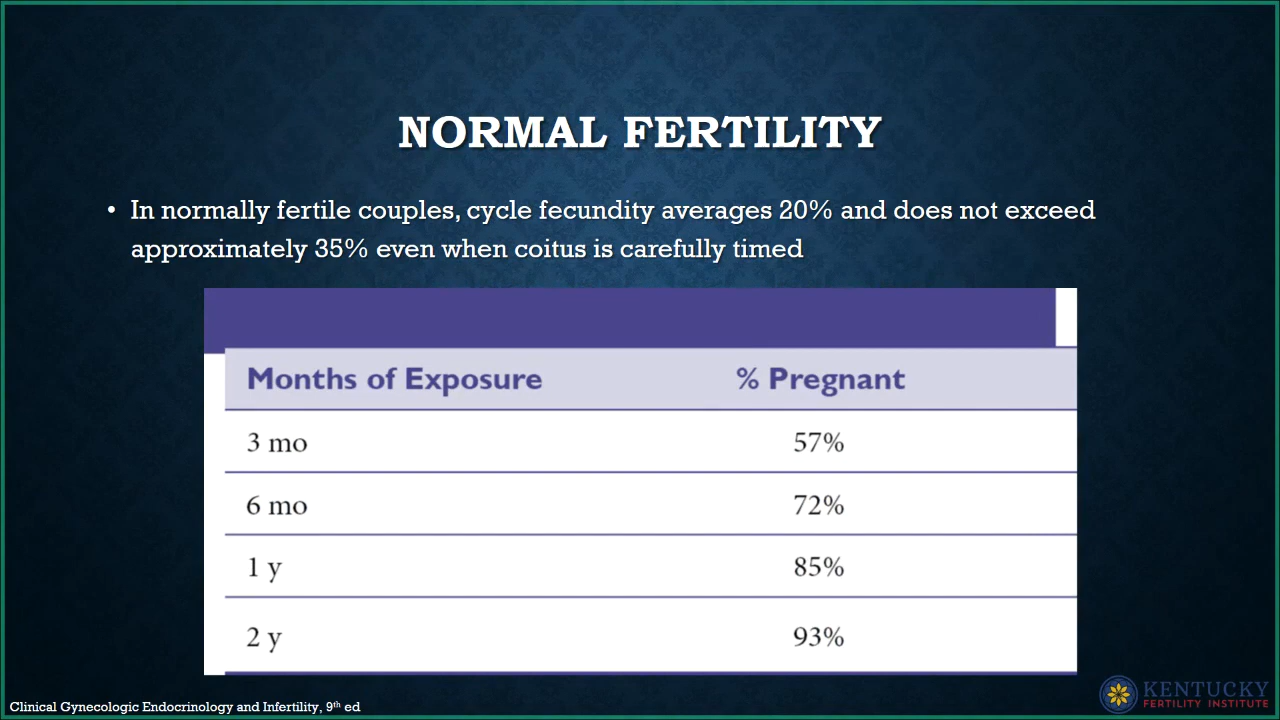 NORMAL FERTILITY
• In normally fertile couples, cycle fecundity averages 20% and does not exceed
approximately 35% even when coitus is carefully timed
Months of Exposure % Pregnant
3 mo 57%
6 mo 72%
1 y 85%
2 y 93%
Clinical Gynecologic Endocrinology and Infertility, 9th ed
KENTUCKY
FERTILITY INSTITUTE